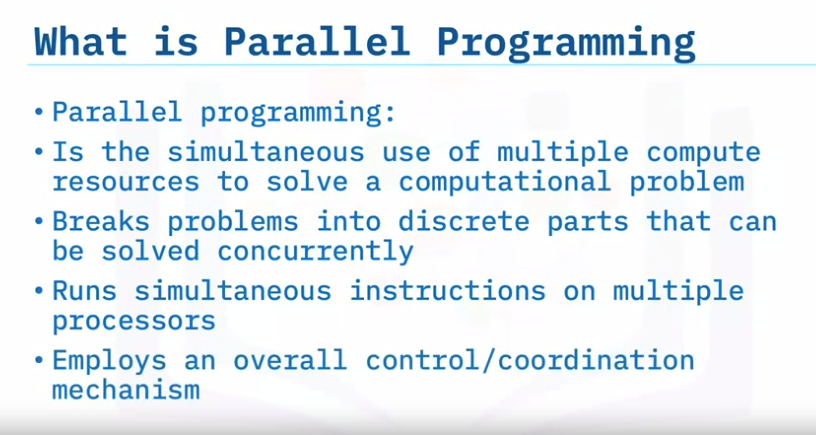 What is Parallel Programming
• Parallel programming:
• Is the simultaneous use of multiple compute
resources to solve a computational problem
• Breaks problems into discrete parts that can
be solved concurrently
• Runs simultaneous instructions on multiple
processors
• Employs an overall control/coordination
mechanism